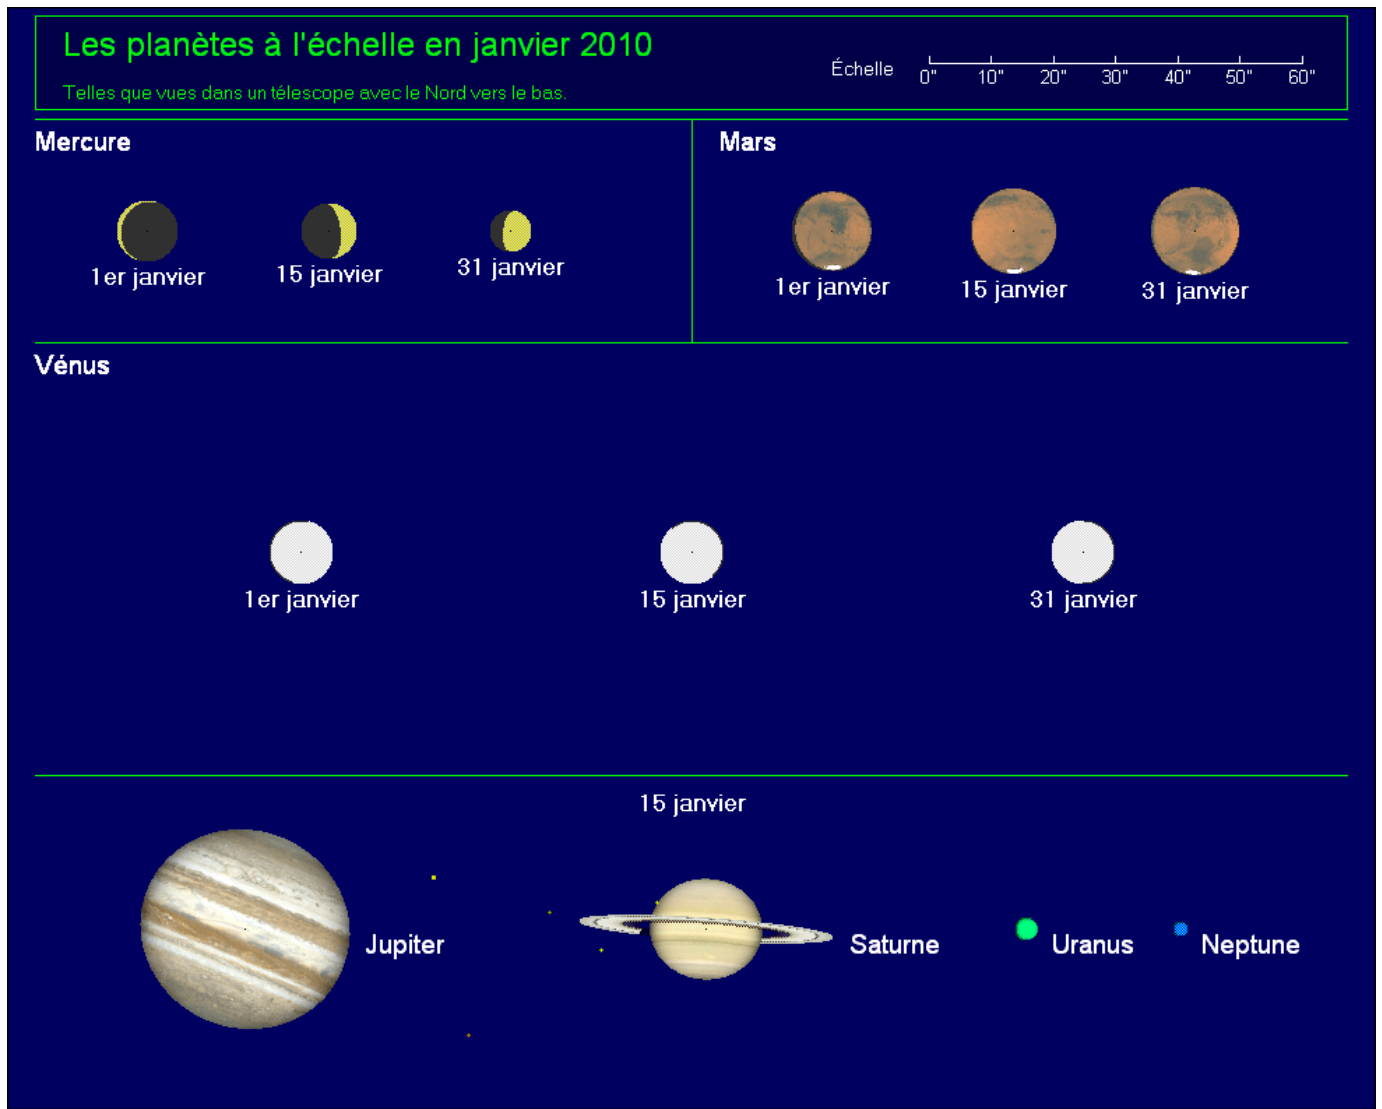 Les planètes à l'échelle en janvier 2010
Telles que vues dans un télescope avec le Nord vers le bas.
Échelle
0" 10" 20" 30" 40" 50" 60"
Mercure
1er janvier 15 janvier 31 janvier
Mars
1er janvier 15 janvier 31 janvier
Vénus
1er janvier 15 janvier 31 janvier
15 janvier
Jupiter Saturne Uranus Neptune